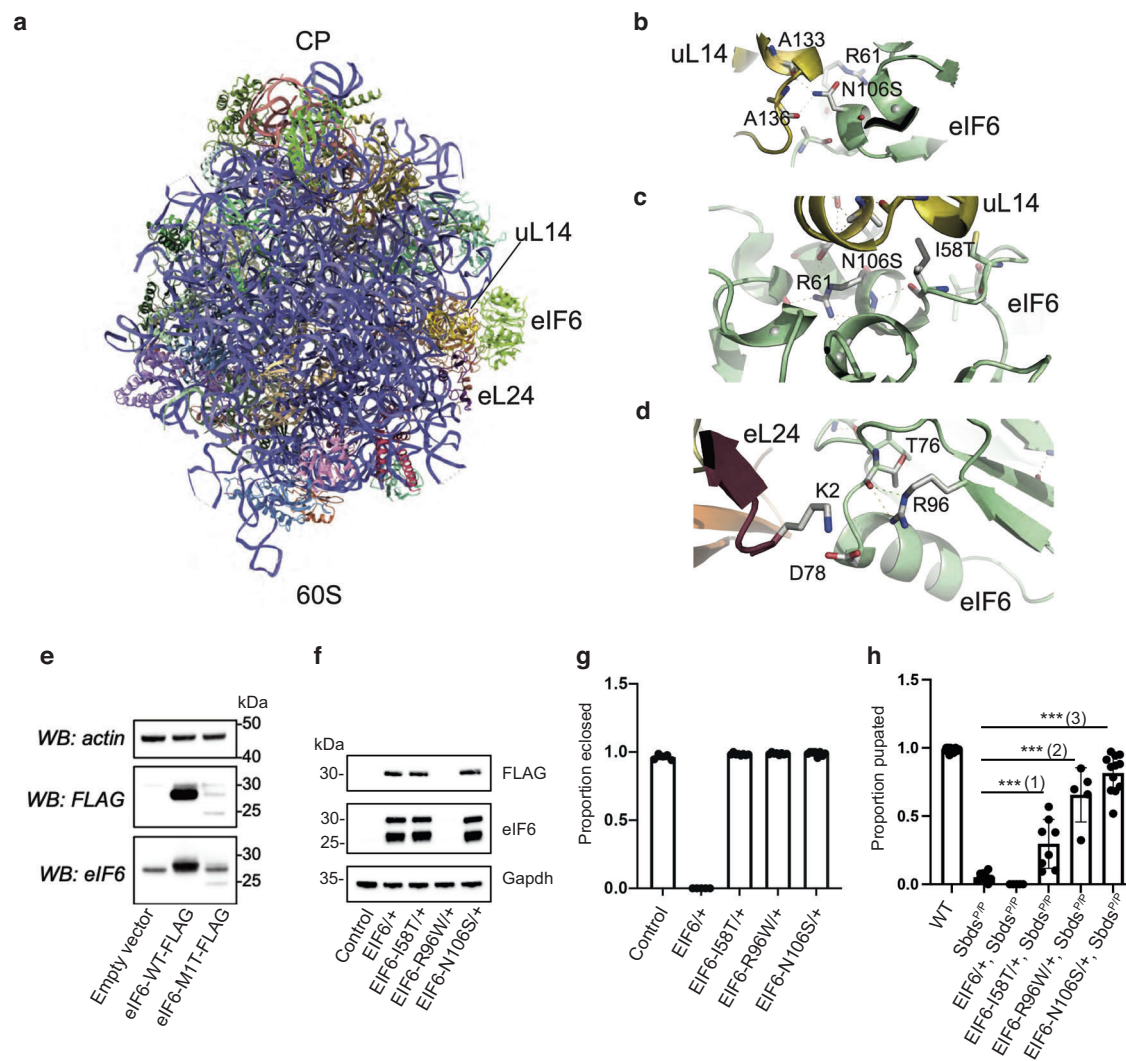 a
CP
uL14
eIF6
eL24
60S
b
A133
uL14
R61
N106S
A136
eIF6
c
uL14
I58T
N106S
R61
eIF6
d
eL24
T76
K2
R96
D78
eIF6
e
kDa
WB: actin
50
40
WB: FLAG
30
25
WB: eIF6
30
25
Empty vector
eIF6-WT-FLAG
eIF6-M1T-FLAG
f
kDa
30-
FLAG
30-
25-
eIF6
35-
Gapdh
Control
EIF6/+
EIF6-I58T/+
EIF6-R96W/+
EIF6-N106S/+
g
Proportion eclosed
1.5
1.0
0.5
0.0
Control
EIF6/+
EIF6-I58T/+
EIF6-R96W/+
EIF6-N106S/+
h
Proportion pupated
1.5
1.0
0.5
0.0
*** (3)
*** (2)
*** (1)
WT
Sbds^P/P
EIF6/+, Sbds^P/P
EIF6-I58T/+, Sbds^P/P
EIF6-R96W/+, Sbds^P/P
EIF6-N106S/+, Sbds^P/P